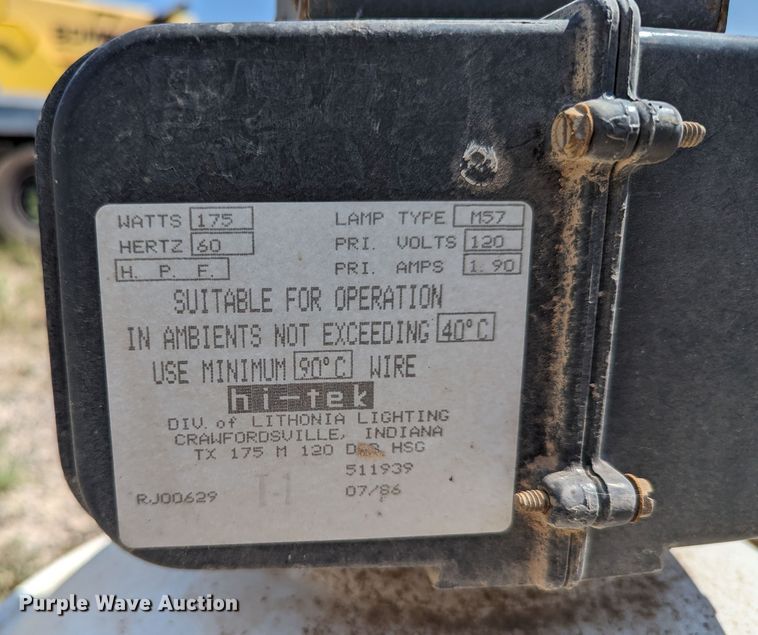 WATTS 175 LAMP TYPE M57
HERTZ 60 PRI. VOLTS 120
H. P. F. PRI. AMPS 1.90
SUITABLE FOR OPERATION
IN AMBIENTS NOT EXCEEDING 40°C
USE MINIMUM 90°C WIRE
hi-tek
DIV. of LITHONIA LIGHTING
CRAWFORDSVILLE, INDIANA
TX 175 M 120 HSG
511939
RJ00629 T-1 07/86
Purple Wave Auction